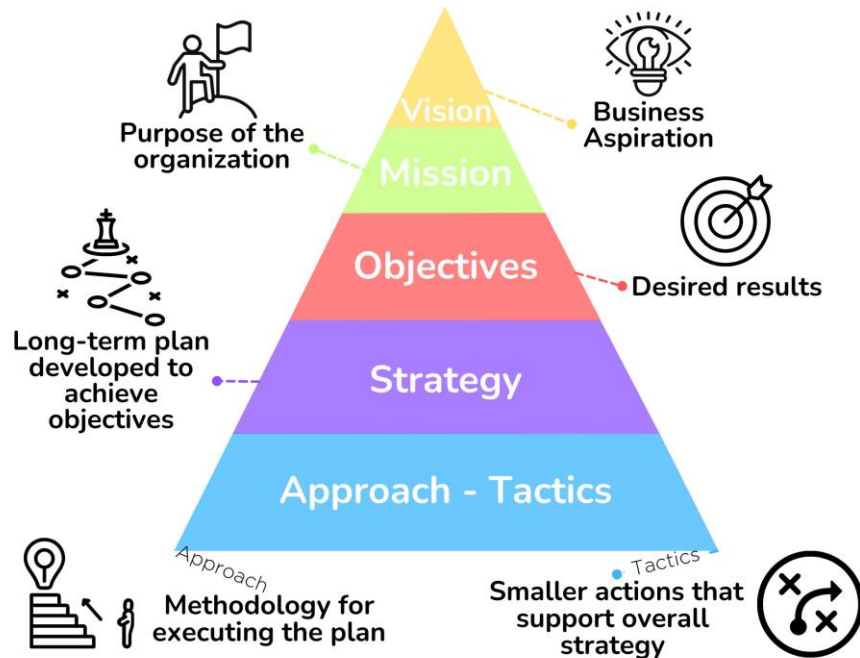 Vision
Business
Aspiration
Purpose of the
organization
Mission
Objectives
Desired results
Long-term plan
developed to
achieve
objectives
Strategy
Approach - Tactics
Approach
Methodology for
executing the plan
Tactics
Smaller actions that
support overall
strategy